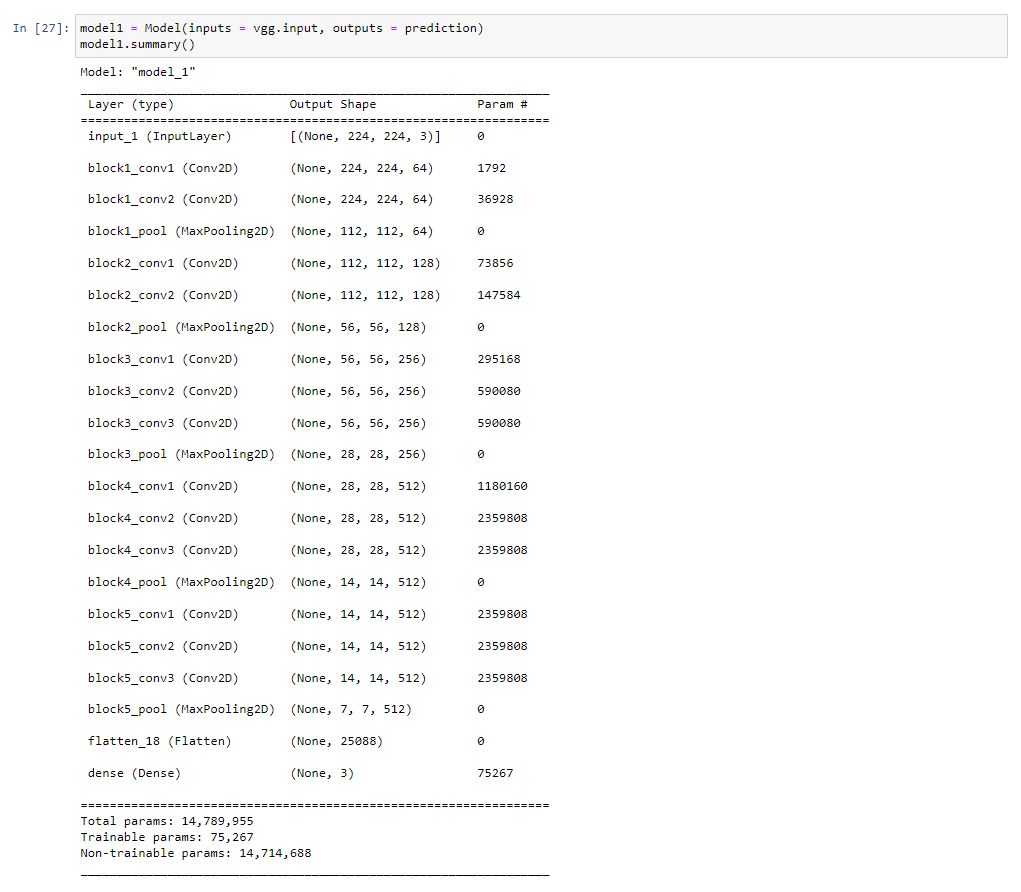 In [27]: model1 = Model(inputs = vgg.input, outputs = prediction)
model1.summary()
Model: "model_1"
Layer (type) Output Shape Param #
input_1 (InputLayer) [(None, 224, 224, 3)] 0
block1_conv1 (Conv2D) (None, 224, 224, 64) 1792
block1_conv2 (Conv2D) (None, 224, 224, 64) 36928
block1_pool (MaxPooling2D) (None, 112, 112, 64) 0
block2_conv1 (Conv2D) (None, 112, 112, 128) 73856
block2_conv2 (Conv2D) (None, 112, 112, 128) 147584
block2_pool (MaxPooling2D) (None, 56, 56, 128) 0
block3_conv1 (Conv2D) (None, 56, 56, 256) 295168
block3_conv2 (Conv2D) (None, 56, 56, 256) 590080
block3_conv3 (Conv2D) (None, 56, 56, 256) 590080
block3_pool (MaxPooling2D) (None, 28, 28, 256) 0
block4_conv1 (Conv2D) (None, 28, 28, 512) 1180160
block4_conv2 (Conv2D) (None, 28, 28, 512) 2359808
block4_conv3 (Conv2D) (None, 28, 28, 512) 2359808
block4_pool (MaxPooling2D) (None, 14, 14, 512) 0
block5_conv1 (Conv2D) (None, 14, 14, 512) 2359808
block5_conv2 (Conv2D) (None, 14, 14, 512) 2359808
block5_conv3 (Conv2D) (None, 14, 14, 512) 2359808
block5_pool (MaxPooling2D) (None, 7, 7, 512) 0
flatten_18 (Flatten) (None, 25088) 0
dense (Dense) (None, 3) 75267
Total params: 14,789,955
Trainable params: 75,267
Non-trainable params: 14,714,688